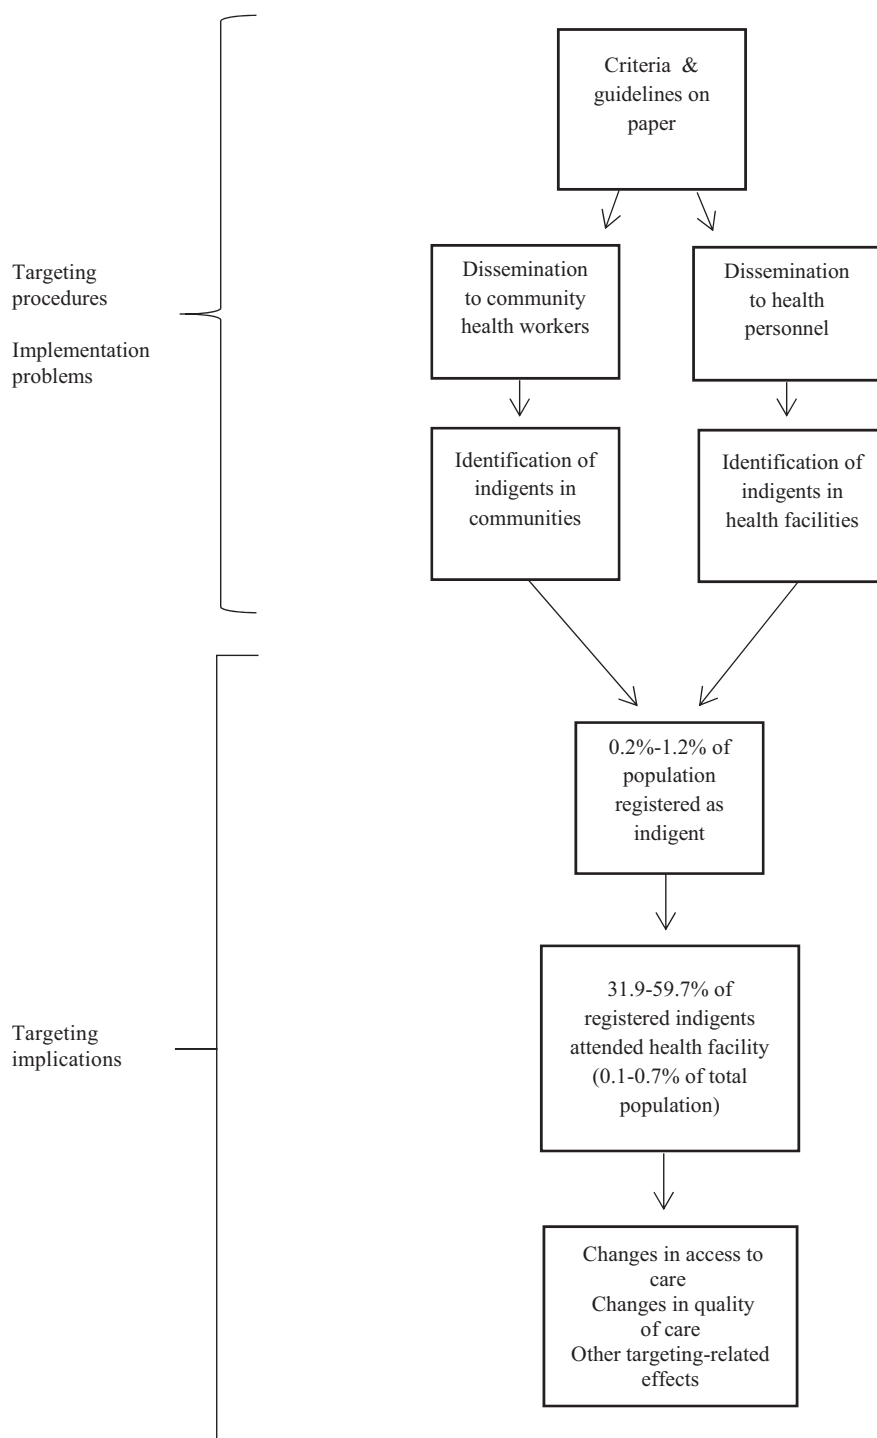 Criteria &
guidelines on
paper
Targeting
procedures
Implementation
problems
Dissemination
to community
health workers
Dissemination
to health
personnel
Identification of
indigents in
communities
Identification of
indigents in
health facilities
0.2%-1.2% of
population
registered as
indigent
Targeting
implications
31.9-59.7% of
registered indigents
attended health facility
(0.1-0.7% of total
population)
Changes in access to
care
Changes in quality
of care
Other targeting-related
effects